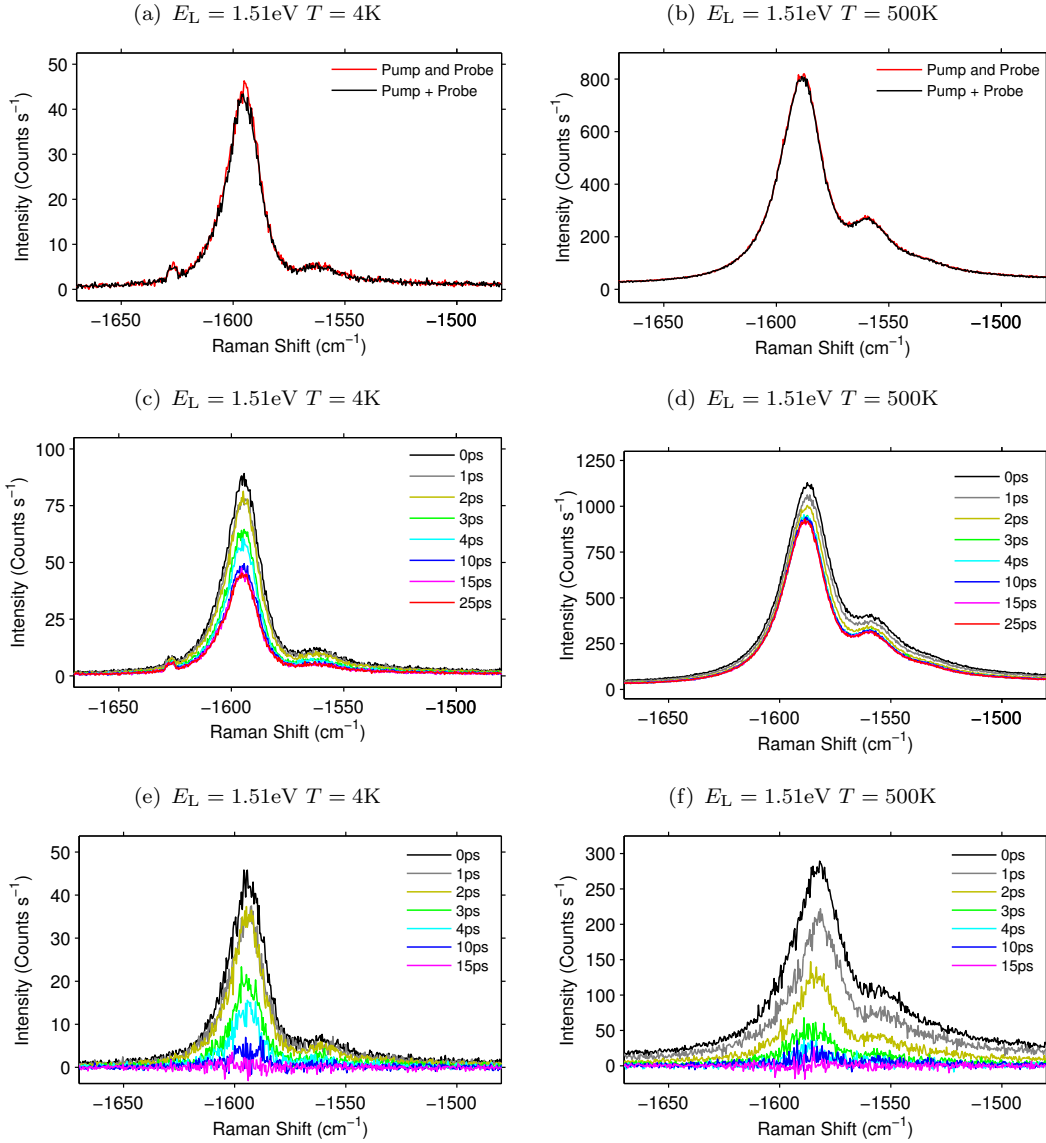 (a) E_L = 1.51eV T = 4K
50
40
30
20
10
0
Intensity (Counts s⁻¹)
Pump and Probe
Pump + Probe
−1650
−1600
−1550
−1500
Raman Shift (cm⁻¹)
(b) E_L = 1.51eV T = 500K
800
600
400
200
0
Intensity (Counts s⁻¹)
Pump and Probe
Pump + Probe
−1650
−1600
−1550
−1500
Raman Shift (cm⁻¹)
(c) E_L = 1.51eV T = 4K
100
75
50
25
0
Intensity (Counts s⁻¹)
0ps
1ps
2ps
3ps
4ps
10ps
15ps
25ps
−1650
−1600
−1550
−1500
Raman Shift (cm⁻¹)
(d) E_L = 1.51eV T = 500K
1250
1000
750
500
250
0
Intensity (Counts s⁻¹)
0ps
1ps
2ps
3ps
4ps
10ps
15ps
25ps
−1650
−1600
−1550
−1500
Raman Shift (cm⁻¹)
(e) E_L = 1.51eV T = 4K
50
40
30
20
10
0
Intensity (Counts s⁻¹)
0ps
1ps
2ps
3ps
4ps
10ps
15ps
−1650
−1600
−1550
−1500
Raman Shift (cm⁻¹)
(f) E_L = 1.51eV T = 500K
300
250
200
150
100
50
0
Intensity (Counts s⁻¹)
0ps
1ps
2ps
3ps
4ps
10ps
15ps
−1650
−1600
−1550
−1500
Raman Shift (cm⁻¹)